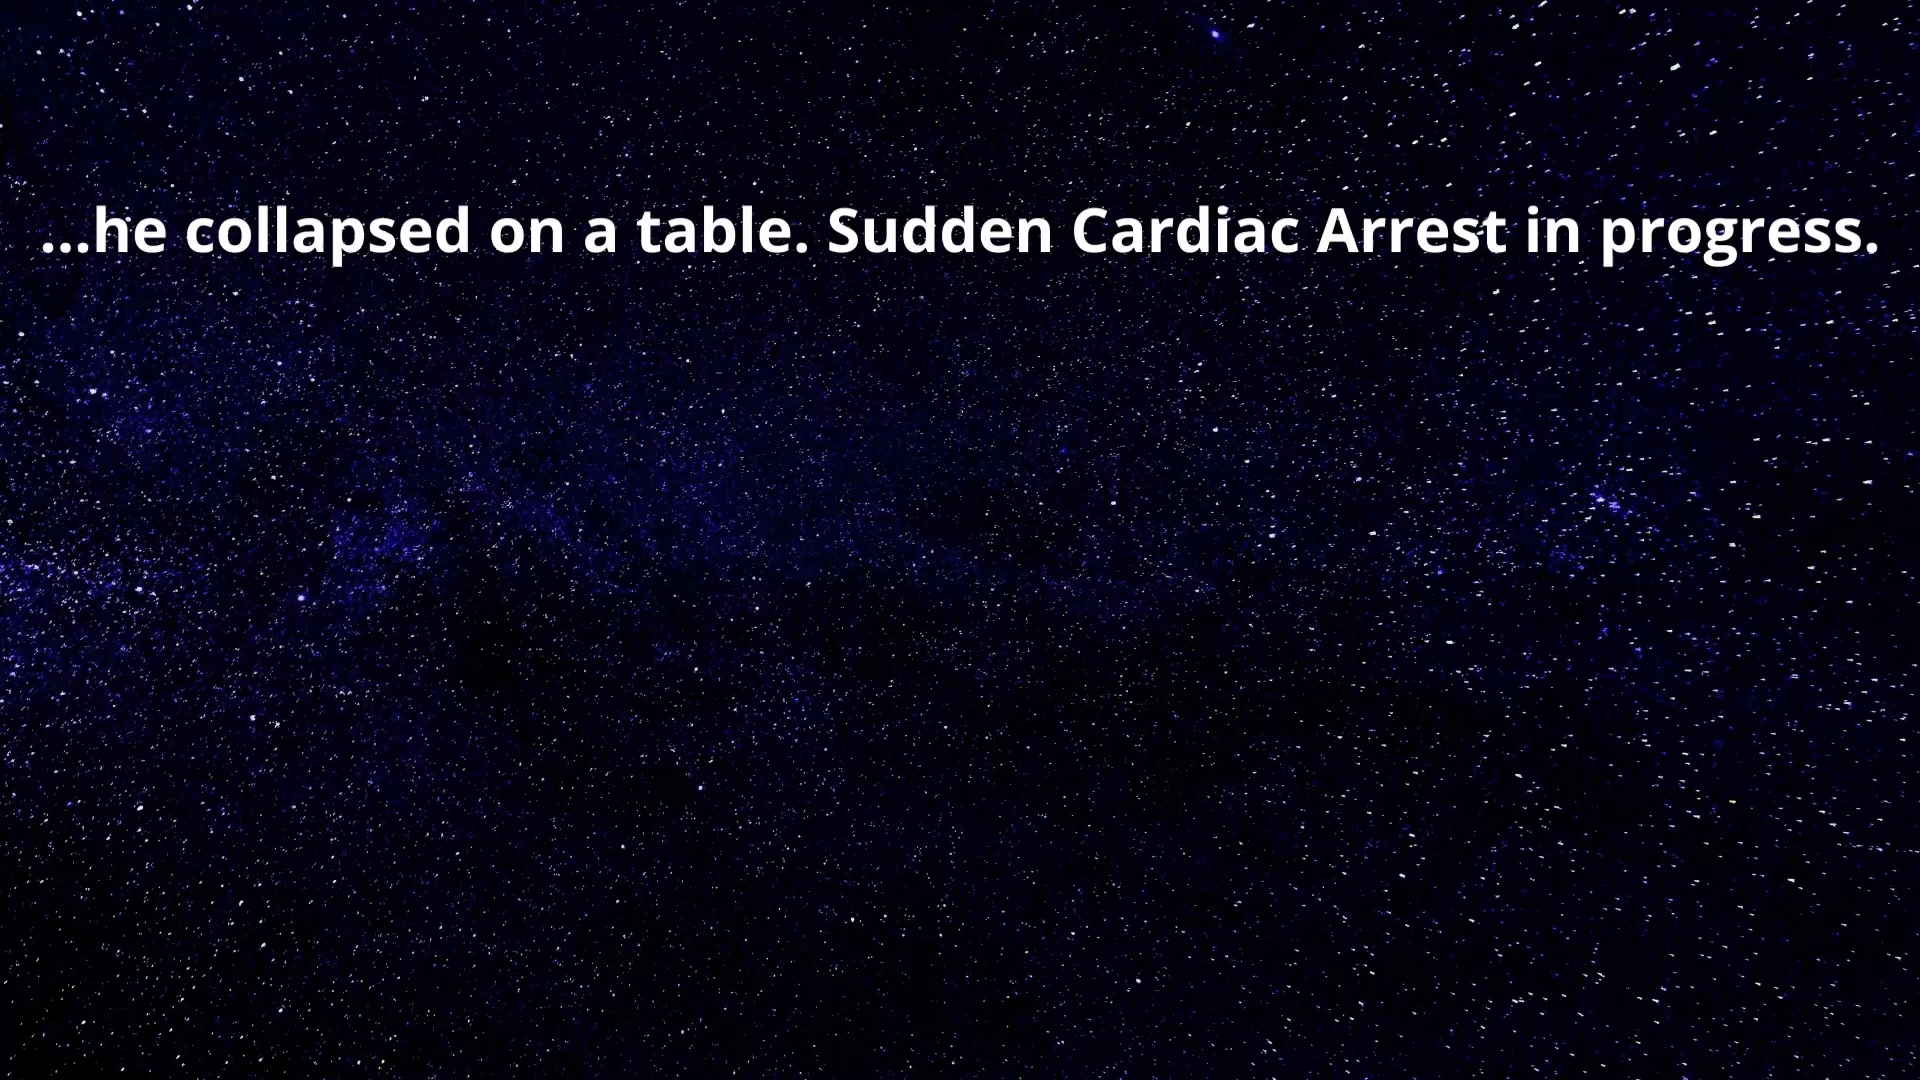 ...he collapsed on a table. Sudden Cardiac Arrest in progress.